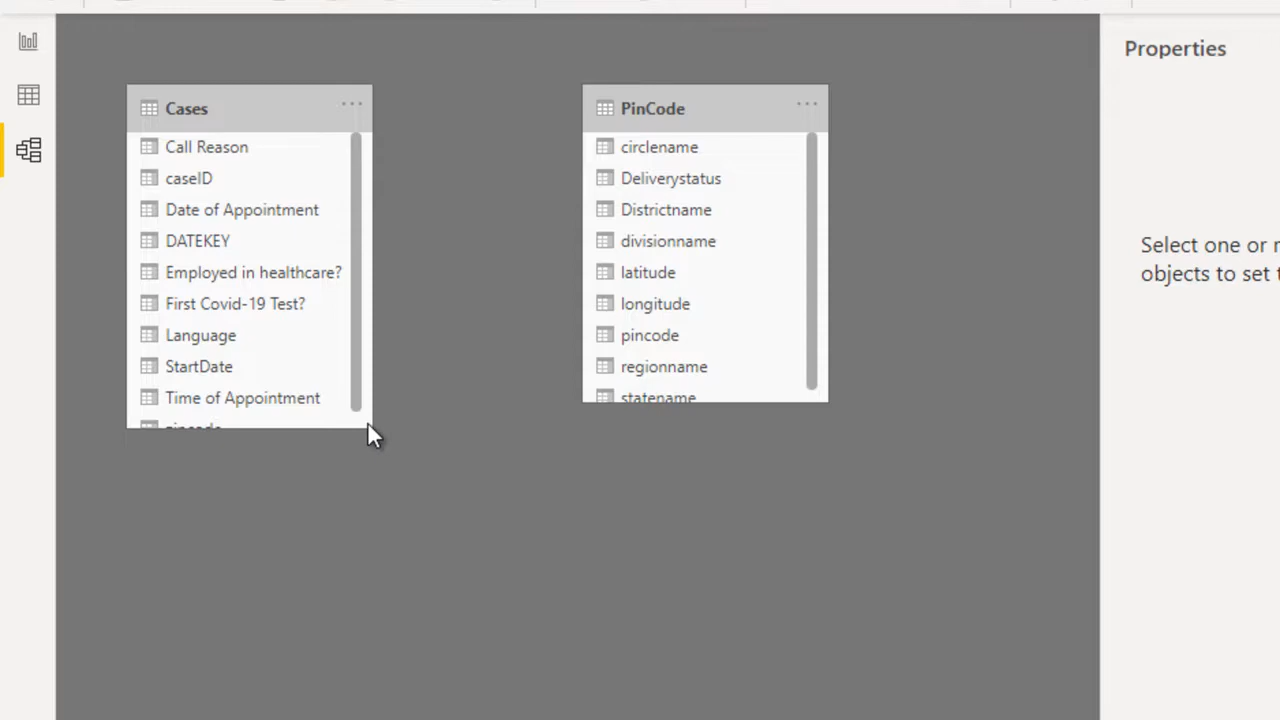 Properties
Cases
Call Reason
caseID
Date of Appointment
DATEKEY
Employed in healthcare?
First Covid-19 Test?
Language
StartDate
Time of Appointment
pincode
PinCode
circlename
Deliverystatus
Districtname
divisionname
latitude
longitude
pincode
regionname
statename
Select one or
objects to set